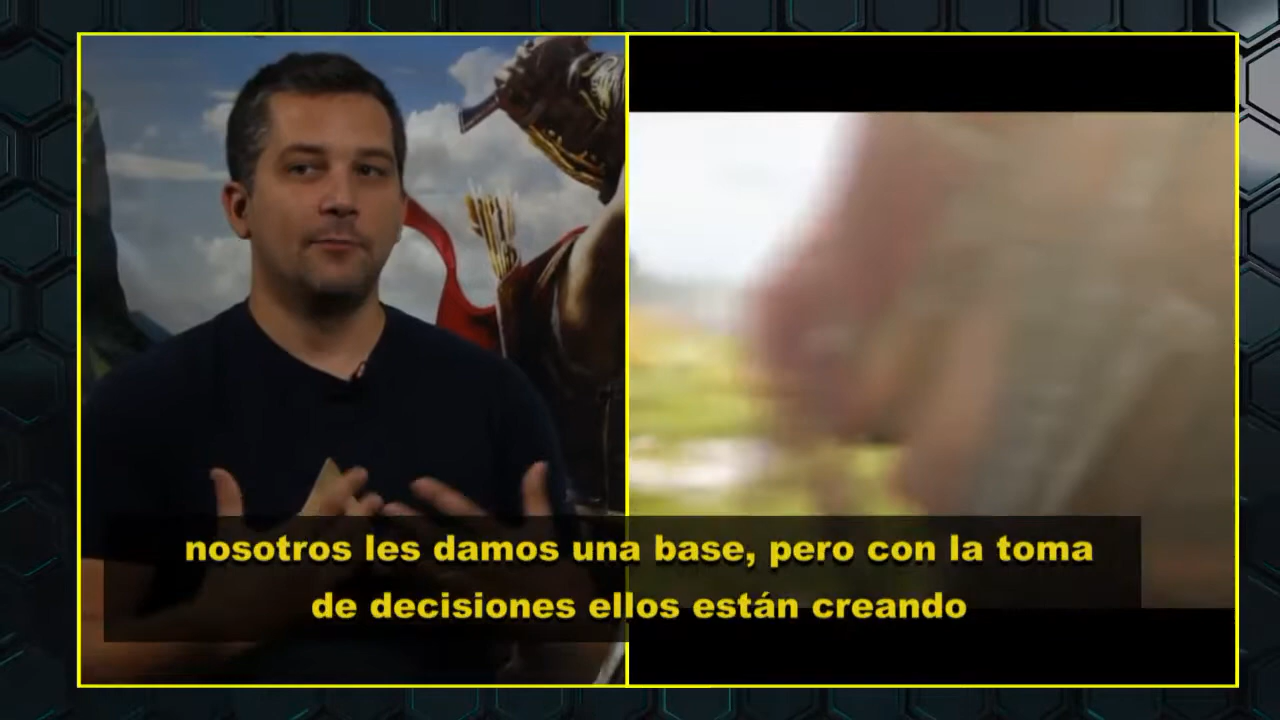 nosotros les damos una base, pero con la toma
de decisiones ellos están creando